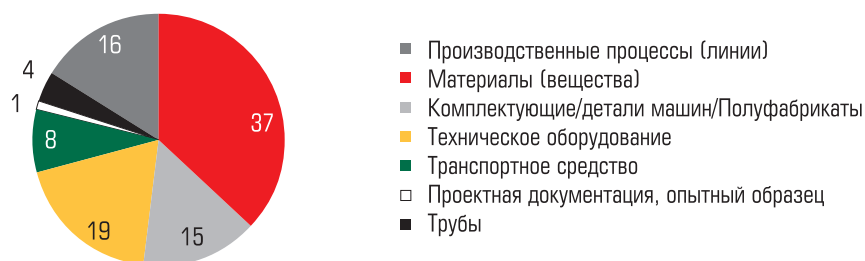 16
4
1
8
37
19
15
Производственные процессы (линии)
Материалы (вещества)
Комплектующие/детали машин/Полуфабрикаты
Техническое оборудование
Транспортное средство
Проектная документация, опытный образец
Трубы